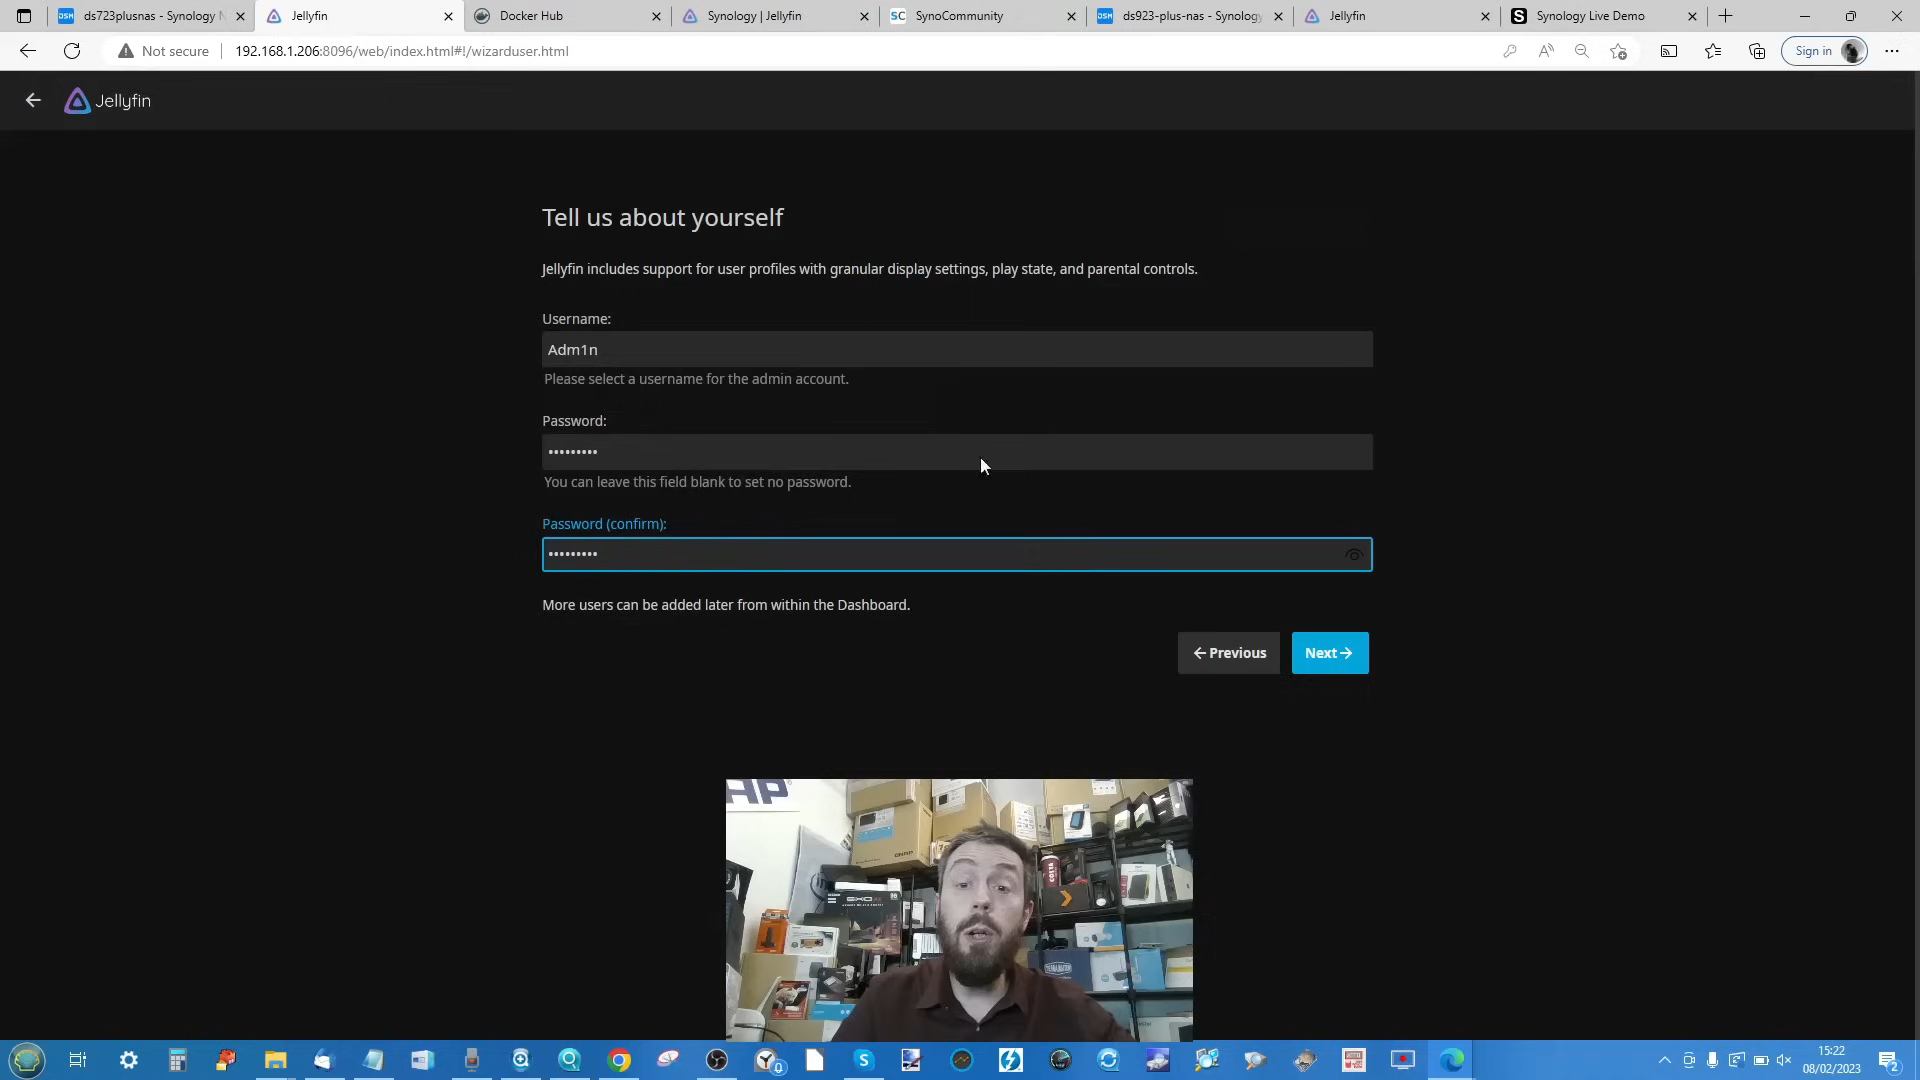 ds723plusnas - Synology N
Jellyfin
Docker Hub
Synology | Jellyfin
SynoCommunity
ds923-plus-nas - Synology
Jellyfin
Synology Live Demo
Not secure
192.168.1.206:8096/web/index.html#!/wizarduser.html
Sign in
Jellyfin
Tell us about yourself
Jellyfin includes support for user profiles with granular display settings, play state, and parental controls.
Username:
Adm1n
Please select a username for the admin account.
Password:
•••••••••
You can leave this field blank to set no password.
Password (confirm):
•••••••••
More users can be added later from within the Dashboard.
Previous
Next
15:22
08/02/2023